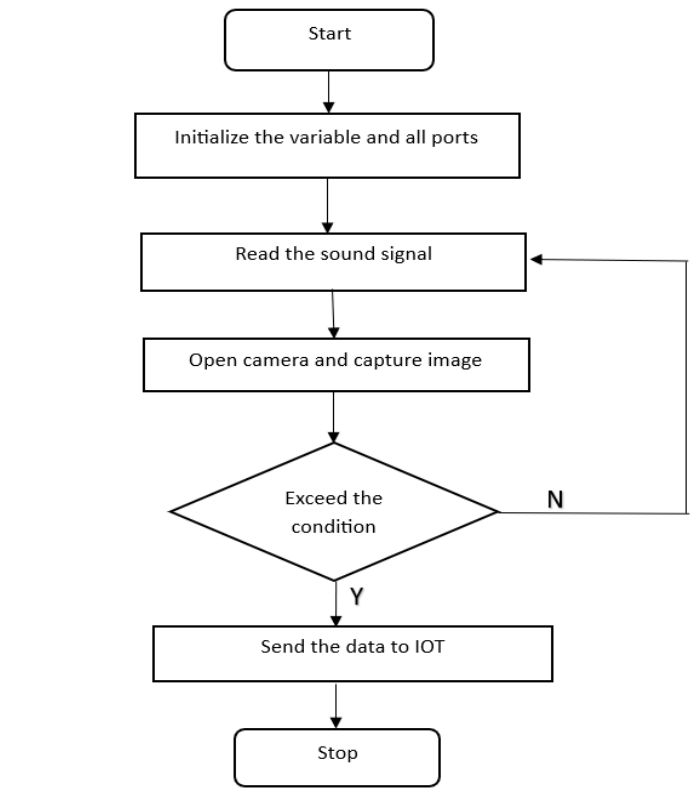 Start
Initialize the variable and all ports
Read the sound signal
Open camera and capture image
Exceed the
condition
N
Y
Send the data to IOT
Stop